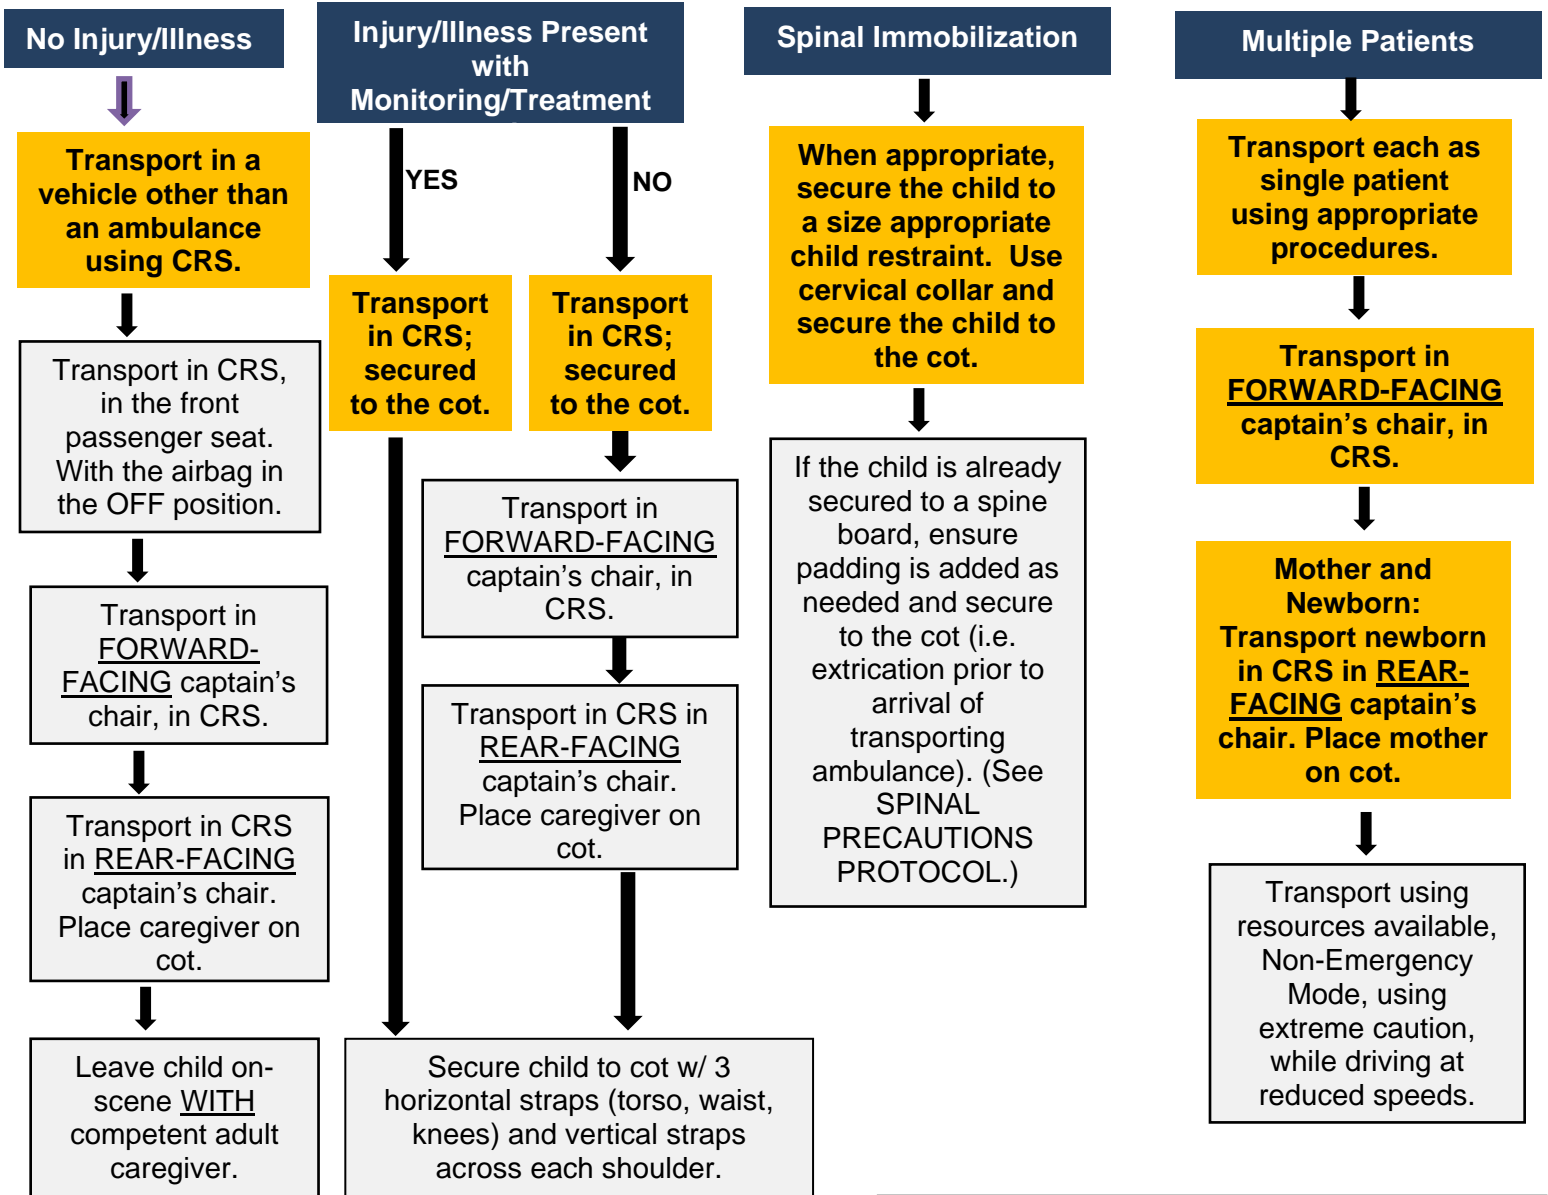 No Injury/Illness
Transport in a
vehicle other than
an ambulance
using CRS.
Transport in CRS,
in the front
passenger seat.
With the airbag in
the OFF position.
Transport in
FORWARD-
FACING captain's
chair, in CRS.
Transport in CRS
in REAR-FACING
captain's chair.
Place caregiver on
cot.
Leave child on-
scene WITH
competent adult
caregiver.
Injury/Illness Present
with
Monitoring/Treatment
YES
NO
Transport
in CRS;
secured
to the cot.
Transport
in CRS;
secured
to the cot.
Transport in
FORWARD-FACING
captain's chair, in
CRS.
Transport in CRS in
REAR-FACING
captain's chair.
Place caregiver on
cot.
Secure child to cot w/ 3
horizontal straps (torso, waist,
knees) and vertical straps
across each shoulder.
Spinal Immobilization
When appropriate,
secure the child to
a size appropriate
child restraint.  Use
cervical collar and
secure the child to
the cot.
If the child is already
secured to a spine
board, ensure
padding is added as
needed and secure
to the cot (i.e.
extrication prior to
arrival of
transporting
ambulance). (See
SPINAL
PRECAUTIONS
PROTOCOL.)
Multiple Patients
Transport each as
single patient
using appropriate
procedures.
Transport in
FORWARD-FACING
captain's chair, in
CRS.
Mother and
Newborn:
Transport newborn
in CRS in REAR-
FACING captain's
chair. Place mother
on cot.
Transport using
resources available,
Non-Emergency
Mode, using
extreme caution,
while driving at
reduced speeds.